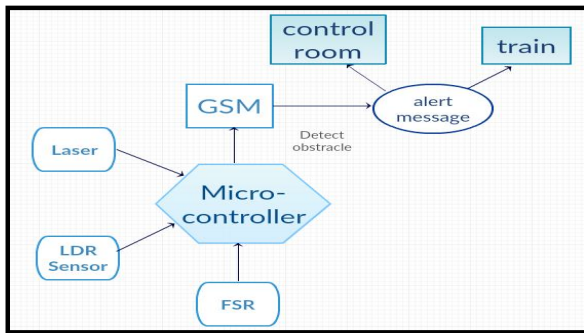 control
room
train
GSM
alert
message
Detect
obstracle
Laser
Micro-
controller
LDR
Sensor
FSR